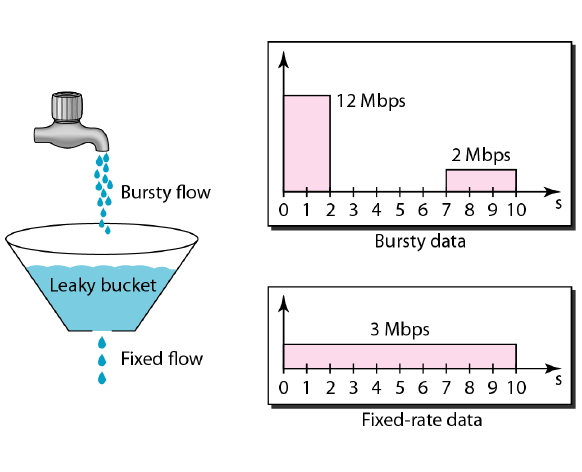 Bursty flow
Leaky bucket
Fixed flow
12 Mbps
2 Mbps
0 1 2 3 4 5 6 7 8 9 10 s
Bursty data
3 Mbps
0 1 2 3 4 5 6 7 8 9 10 s
Fixed-rate data